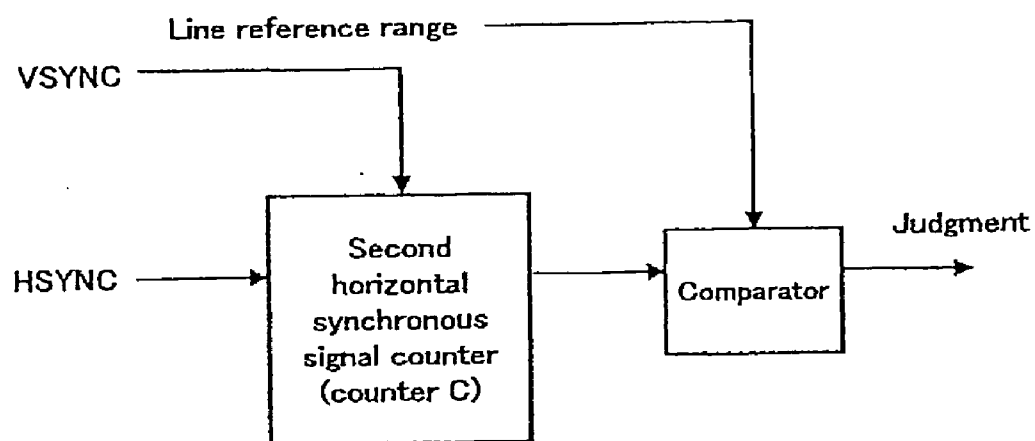 Line reference range
VSYNC
HSYNC
Second
horizontal
synchronous
signal counter
(counter C)
Comparator
Judgment